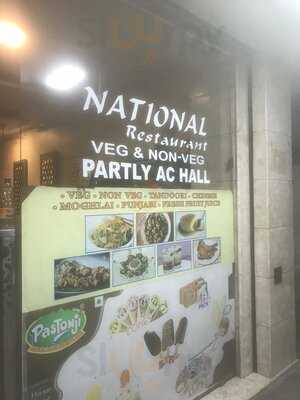 NATIONAL
Restaurant
VEG & NON-VEG
PARTLY AC HALL
• VEG • NON VEG • TANDOORI • CHINESE
• MOGHLAI • PUNJABI • FRESH FRUIT JUICE
Pastonji